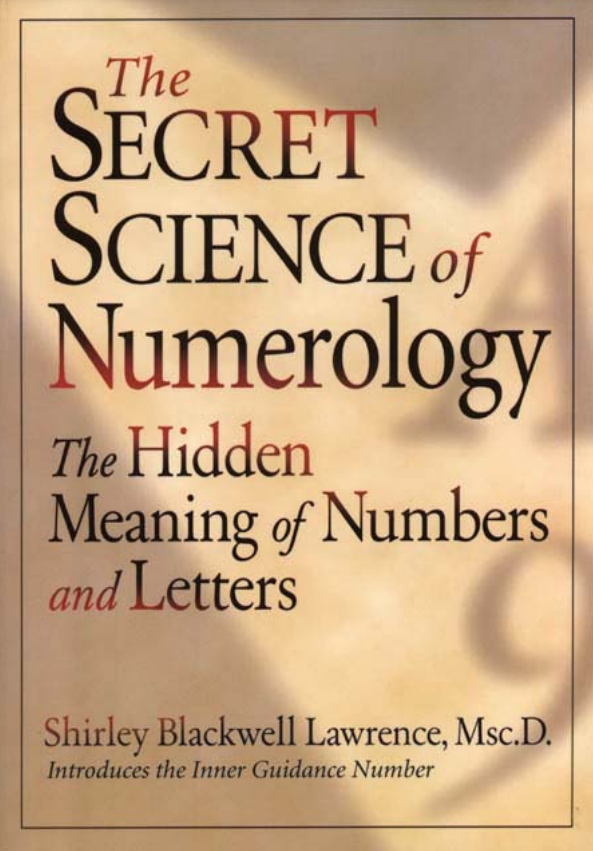 The
SECRET
SCIENCE of
Numerology
The Hidden
Meaning of Numbers
and Letters
A
9
Shirley Blackwell Lawrence, Msc.D.
Introduces the Inner Guidance Number